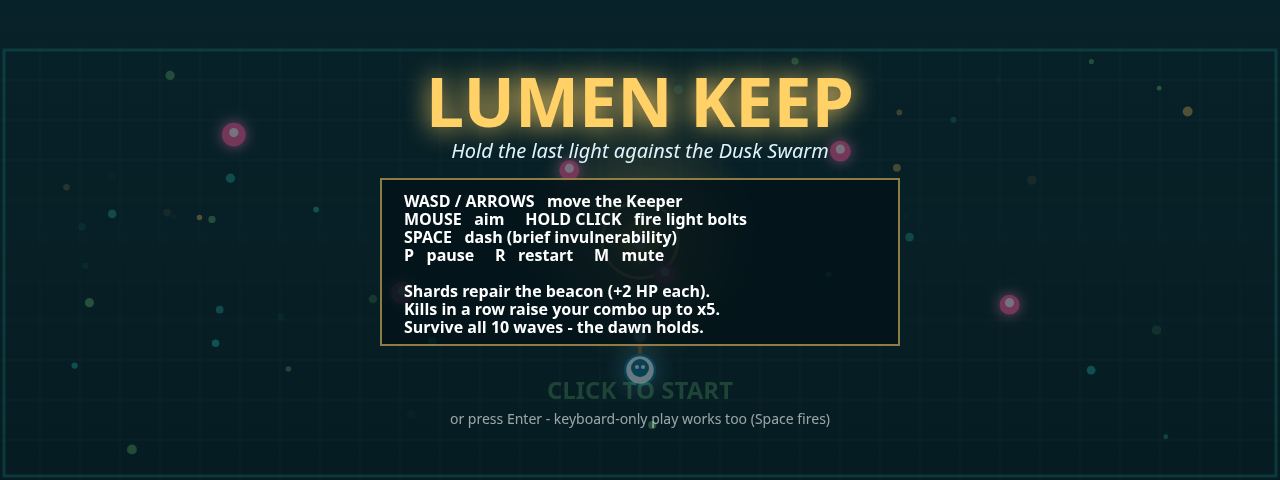 LUMEN KEEP
Hold the last light against the Dusk Swarm
WASD / ARROWS move the Keeper
MOUSE aim HOLD CLICK fire light bolts
SPACE dash (brief invulnerability)
P pause R restart M mute
Shards repair the beacon (+2 HP each).
Kills in a row raise your combo up to x5.
Survive all 10 waves - the dawn holds.
CLICK TO START
or press Enter - keyboard-only play works too (Space fires)